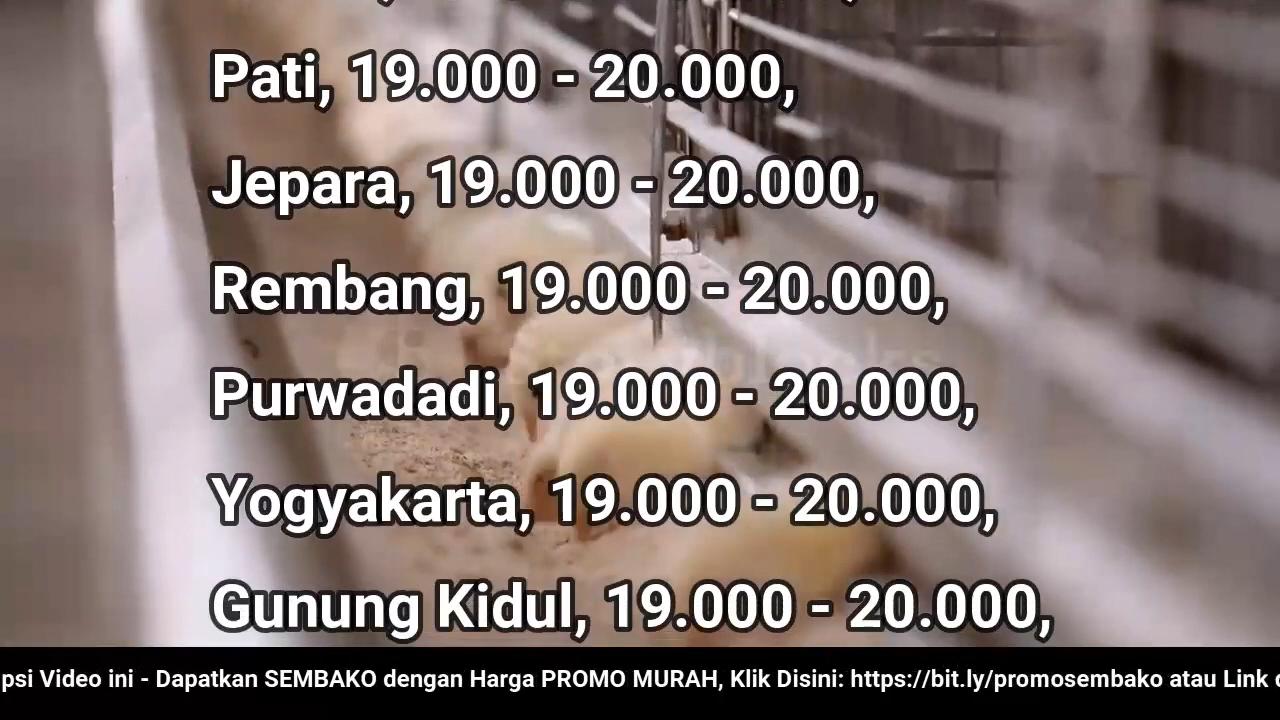 Pati, 19.000 - 20.000,
Jepara, 19.000 - 20.000,
Rembang, 19.000 - 20.000,
Purwadadi, 19.000 - 20.000,
Yogyakarta, 19.000 - 20.000,
Gunung Kidul, 19.000 - 20.000,
psi Video ini - Dapatkan SEMBAKO dengan Harga PROMO MURAH, Klik Disini: https://bit.ly/promosembako atau Link